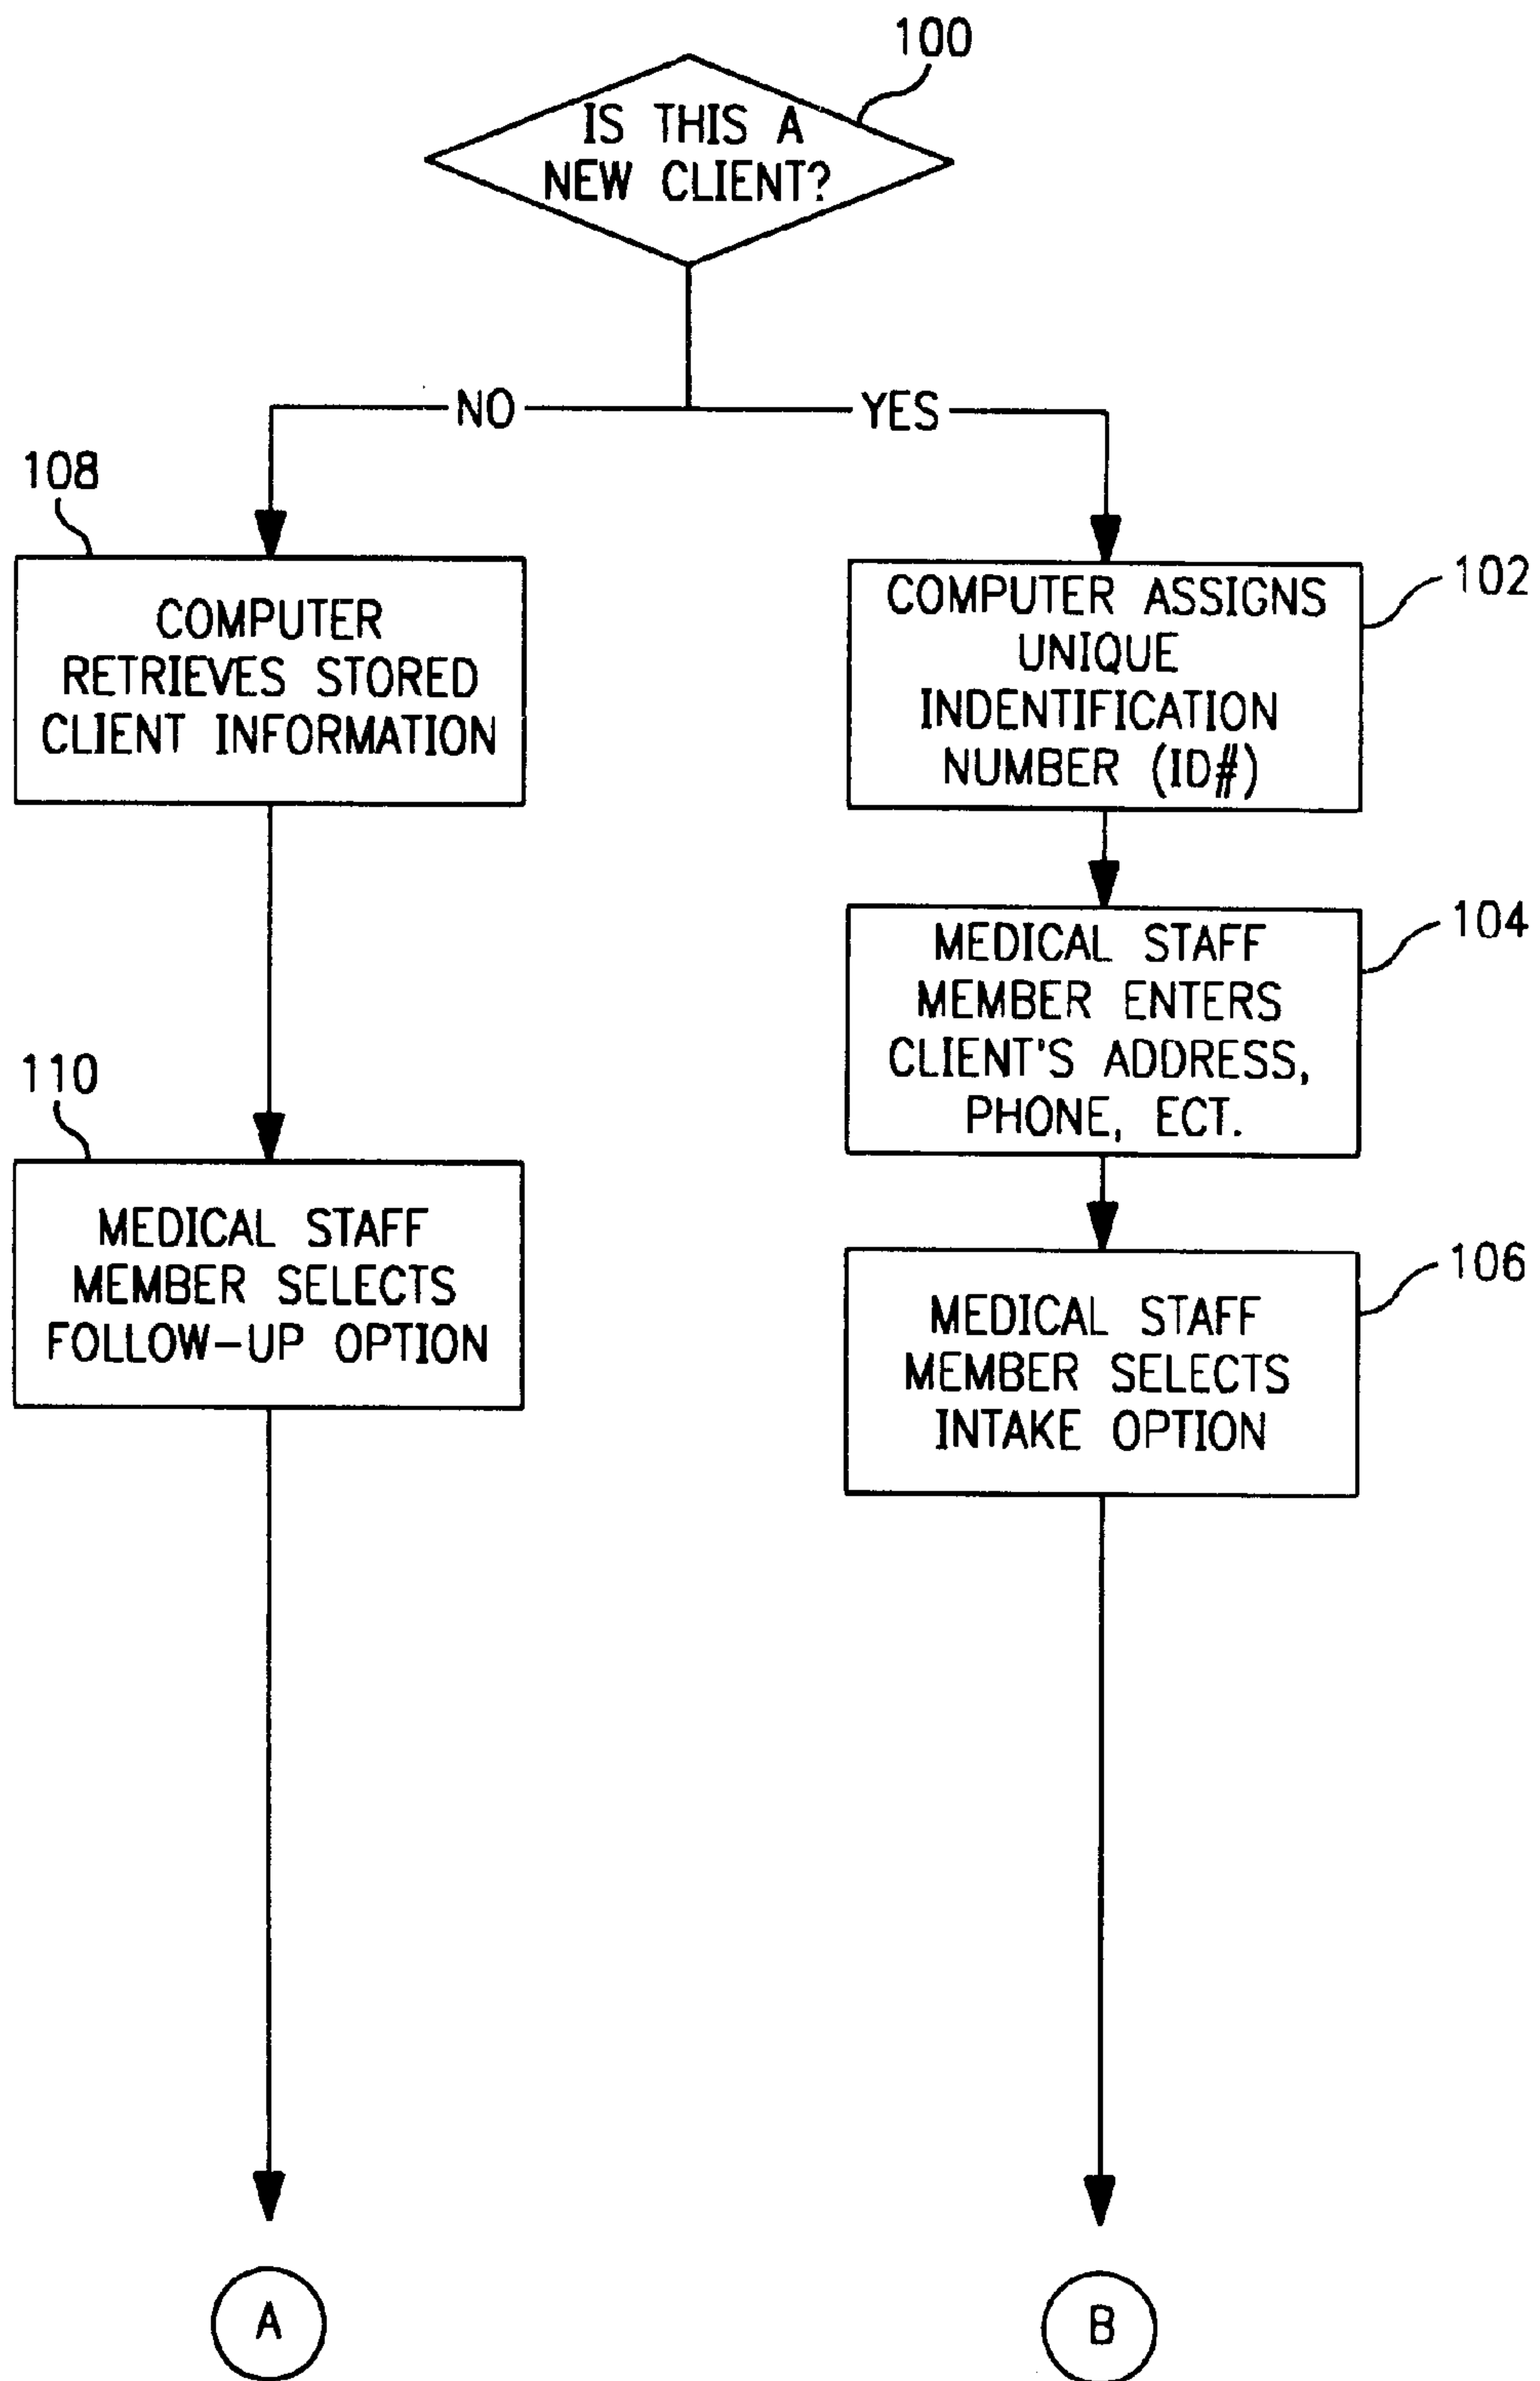 100
IS THIS A
NEW CLIENT?
NO
YES
108
COMPUTER
RETRIEVES STORED
CLIENT INFORMATION
110
MEDICAL STAFF
MEMBER SELECTS
FOLLOW-UP OPTION
A
102
COMPUTER ASSIGNS
UNIQUE
INDENTIFICATION
NUMBER (ID#)
104
MEDICAL STAFF
MEMBER ENTERS
CLIENT'S ADDRESS,
PHONE, ECT.
106
MEDICAL STAFF
MEMBER SELECTS
INTAKE OPTION
B